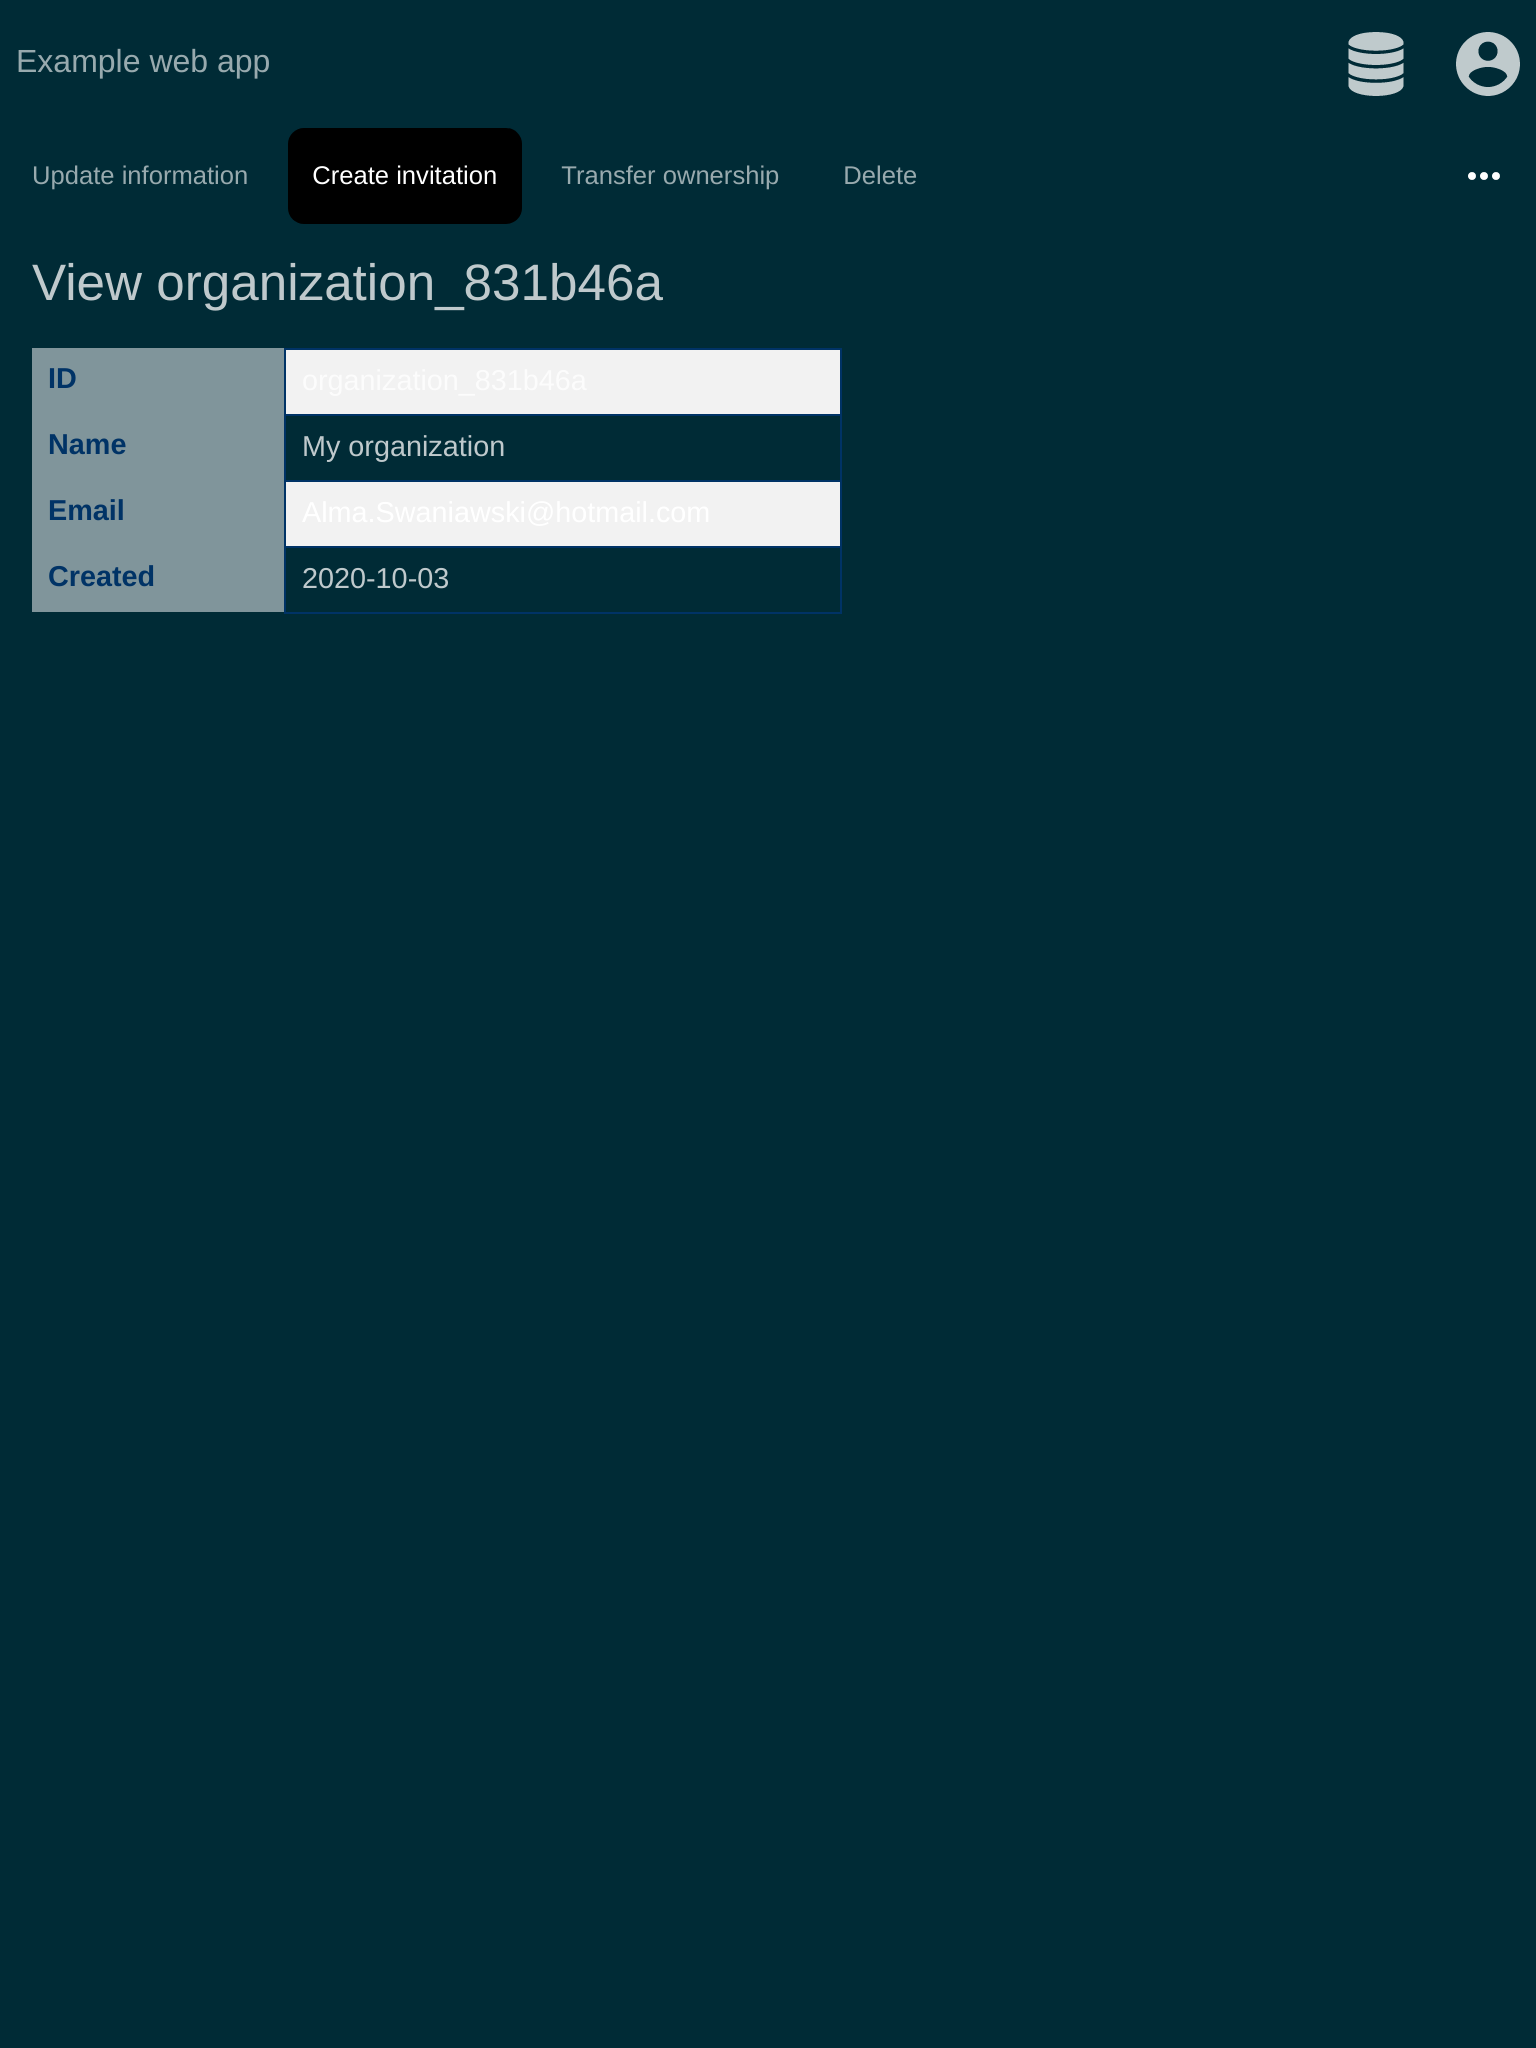 Example web app
Update information
Create invitation
Transfer ownership
Delete
View organization_831b46a
ID organization_831b46a
Name My organization
Email Alma.Swaniawski@hotmail.com
Created 2020-10-03